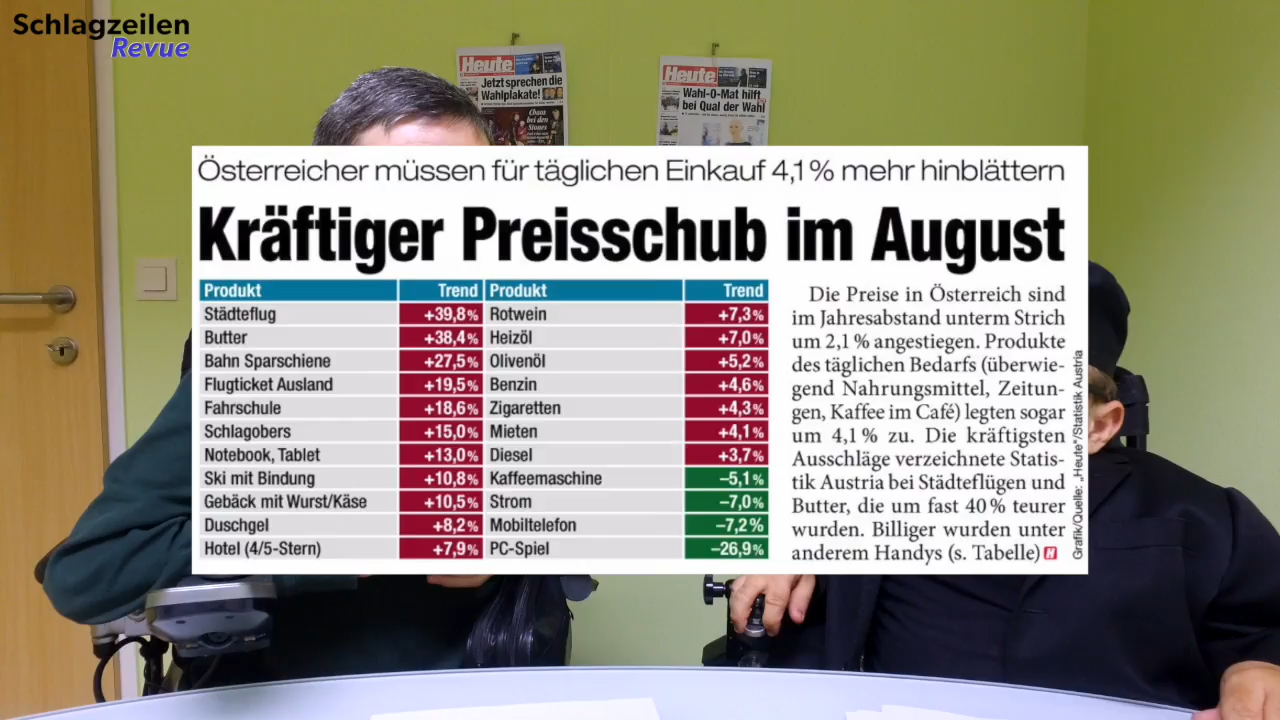 Schlagzeilen
Revue
Heute
Jetzt sprechen die
Wahlplakate!
Chaos
bei den
Stones
Heute
Wahl-O-Mat hilft
bei Qual der Wahl
Österreicher müssen für täglichen Einkauf 4,1% mehr hinblättern
Kräftiger Preisschub im August
Produkt Trend Produkt Trend
Städteflug +39,8% Rotwein +7,3%
Butter +38,4% Heizöl +7,0%
Bahn Sparschiene +27,5% Olivenöl +5,2%
Flugticket Ausland +19,5% Benzin +4,6%
Fahrschule +18,6% Zigaretten +4,3%
Schlagobers +15,0% Mieten +4,1%
Notebook, Tablet +13,0% Diesel +3,7%
Ski mit Bindung +10,8% Kaffeemaschine –5,1%
Gebäck mit Wurst/Käse +10,5% Strom –7,0%
Duschgel +8,2% Mobiltelefon –7,2%
Hotel (4/5-Stern) +7,9% PC-Spiel –26,9%
Die Preise in Österreich sind
im Jahresabstand unterm Strich
um 2,1% angestiegen. Produkte
des täglichen Bedarfs (überwie-
gend Nahrungsmittel, Zeitun-
gen, Kaffee im Café) legten sogar
um 4,1% zu. Die kräftigsten
Ausschläge verzeichnete Statis-
tik Austria bei Städteflügen und
Butter, die um fast 40% teurer
wurden. Billiger wurden unter
anderem Handys (s. Tabelle) H
Grafik/Quelle: „Heute"/Statistik Austria